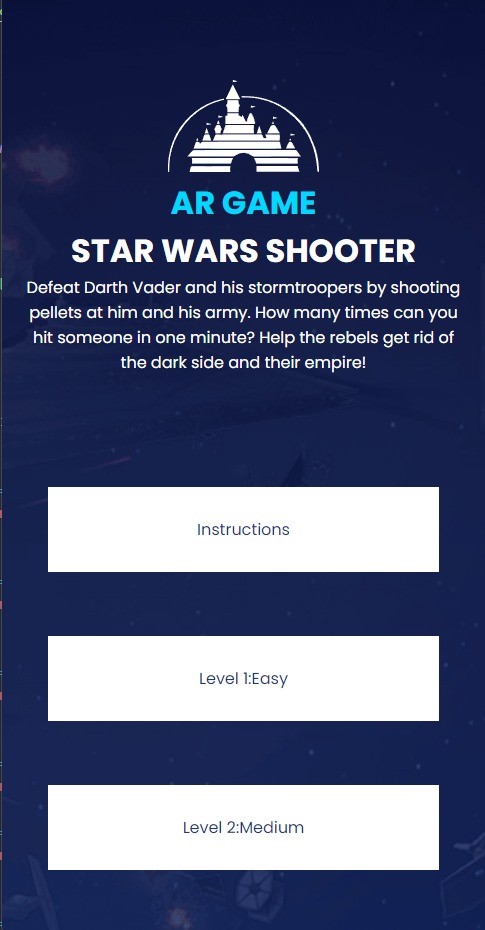 AR GAME
STAR WARS SHOOTER
Defeat Darth Vader and his stormtroopers by shooting
pellets at him and his army. How many times can you
hit someone in one minute? Help the rebels get rid of
the dark side and their empire!
Instructions
Level 1:Easy
Level 2:Medium